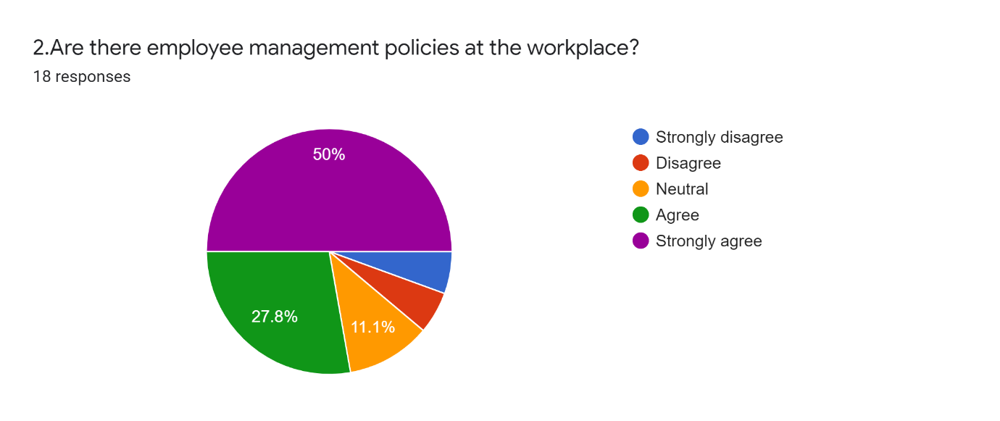 2.Are there employee management policies at the workplace?
18 responses
50%
27.8%
11.1%
Strongly disagree
Disagree
Neutral
Agree
Strongly agree